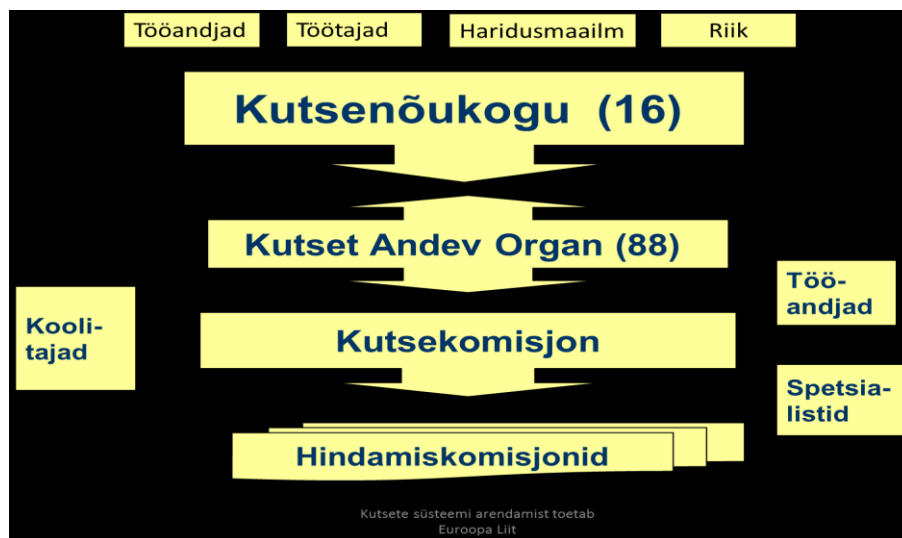 Tööandjad
Töötajad
Haridusmaailm
Riik
Kutsenõukogu (16)
Kutset Andev Organ (88)
Töö-
andjad
Kooli-
tajad
Kutsekomisjon
Spetsia-
listid
Hindamiskomisjonid
Kutsete süsteemi arendamist toetab
Euroopa Liit